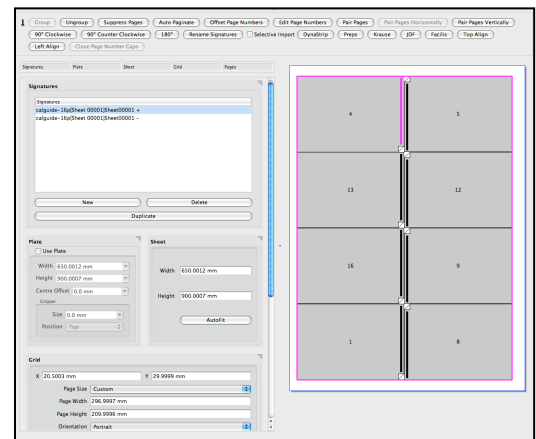 Group Ungroup Suppress Pages Auto Paginate Offset Page Numbers Edit Page Numbers Pair Pages Pair Pages Horizontally Pair Pages Vertically
90° Clockwise 90° Counter Clockwise 180° Rename Signatures Selective Import DynaStrip Preps Krause JDF Facilis Top Align
Left Align Close Page Number Gaps
Signatures Plate Sheet Grid Pages
Signatures
Signatures
calguide-16p|Sheet 00001|Sheet00001 +
calguide-16p|Sheet 00001|Sheet00001 -
New Delete
Duplicate
Plate
Use Plate
Width 650.0012 mm
Height 900.0007 mm
Centre Offset 0.0 mm
Gripper
Size 0.0 mm
Position Top
Sheet
Width 650.0012 mm
Height 900.0007 mm
AutoFit
Grid
X 20.5003 mm Y 29.9999 mm
Page Size Custom
Page Width 296.9997 mm
Page Height 209.9996 mm
Orientation Portrait
4 5
13 12
16 9
1 8